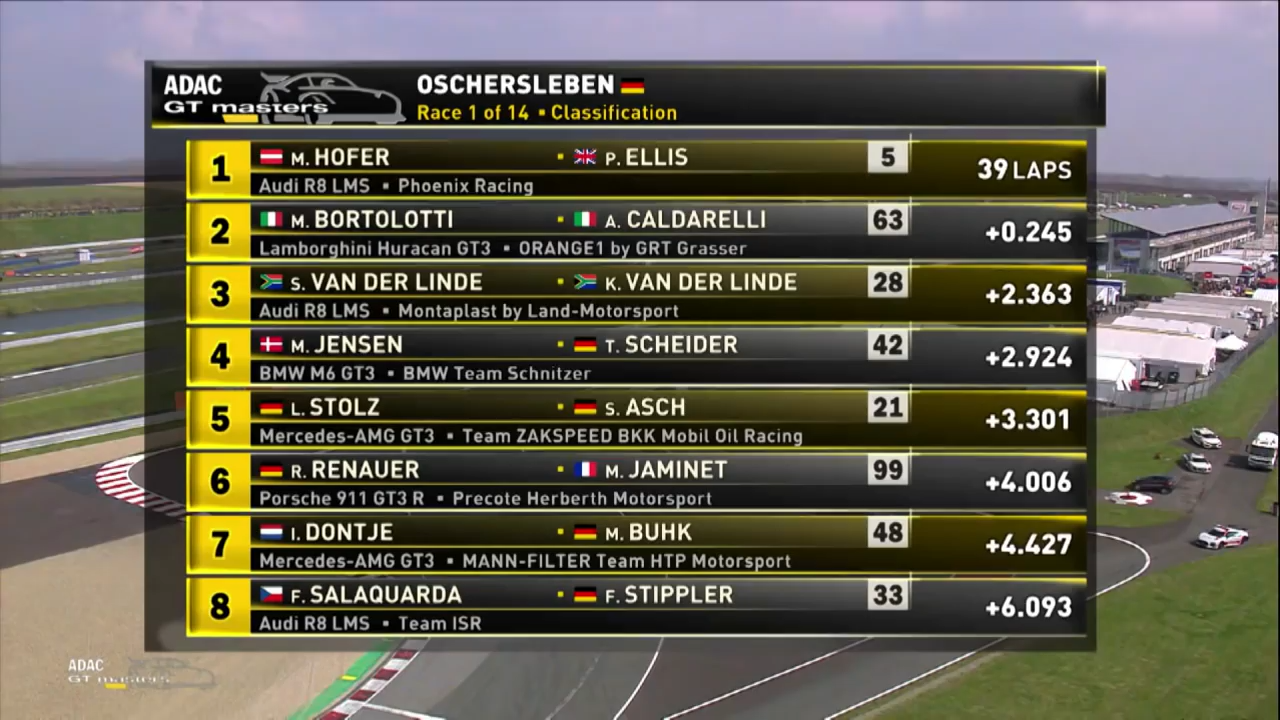 ADAC
GT masters
OSCHERSLEBEN
Race 1 of 14 ▪ Classification
1 M. HOFER ▪ P. ELLIS 5 39 LAPS
Audi R8 LMS ▪ Phoenix Racing
2 M. BORTOLOTTI ▪ A. CALDARELLI 63 +0.245
Lamborghini Huracan GT3 ▪ ORANGE1 by GRT Grasser
3 S. VAN DER LINDE ▪ K. VAN DER LINDE 28 +2.363
Audi R8 LMS ▪ Montaplast by Land-Motorsport
4 M. JENSEN ▪ T. SCHEIDER 42 +2.924
BMW M6 GT3 ▪ BMW Team Schnitzer
5 L. STOLZ ▪ S. ASCH 21 +3.301
Mercedes-AMG GT3 ▪ Team ZAKSPEED BKK Mobil Oil Racing
6 R. RENAUER ▪ M. JAMINET 99 +4.006
Porsche 911 GT3 R ▪ Precote Herberth Motorsport
7 I. DONTJE ▪ M. BUHK 48 +4.427
Mercedes-AMG GT3 ▪ MANN-FILTER Team HTP Motorsport
8 F. SALAQUARDA ▪ F. STIPPLER 33 +6.093
Audi R8 LMS ▪ Team ISR
ADAC
GT masters